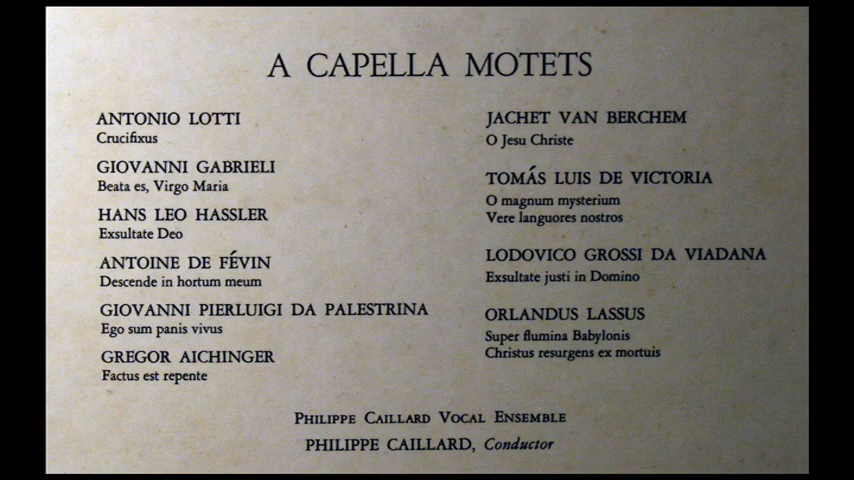 A CAPELLA MOTETS
ANTONIO LOTTI
Crucifixus
GIOVANNI GABRIELI
Beata es, Virgo Maria
HANS LEO HASSLER
Exsultate Deo
ANTOINE DE FÉVIN
Descende in hortum meum
GIOVANNI PIERLUIGI DA PALESTRINA
Ego sum panis vivus
GREGOR AICHINGER
Factus est repente
JACHET VAN BERCHEM
O Jesu Christe
TOMÁS LUIS DE VICTORIA
O magnum mysterium
Vere languores nostros
LODOVICO GROSSI DA VIADANA
Exsultate justi in Domino
ORLANDUS LASSUS
Super flumina Babylonis
Christus resurgens ex mortuis
PHILIPPE CAILLARD VOCAL ENSEMBLE
PHILIPPE CAILLARD, Conductor